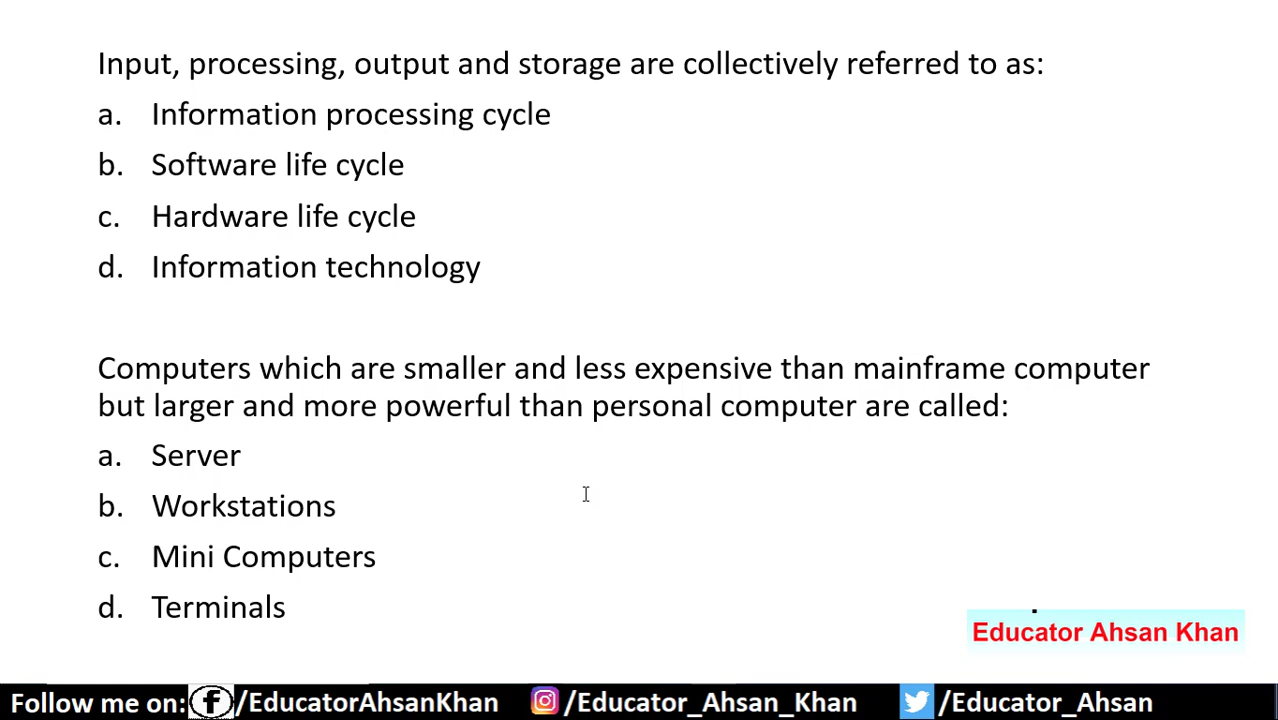 Input, processing, output and storage are collectively referred to as:
a. Information processing cycle
b. Software life cycle
c. Hardware life cycle
d. Information technology
Computers which are smaller and less expensive than mainframe computer
but larger and more powerful than personal computer are called:
a. Server
b. Workstations
c. Mini Computers
d. Terminals
Educator Ahsan Khan
Follow me on: /EducatorAhsanKhan /Educator_Ahsan_Khan /Educator_Ahsan